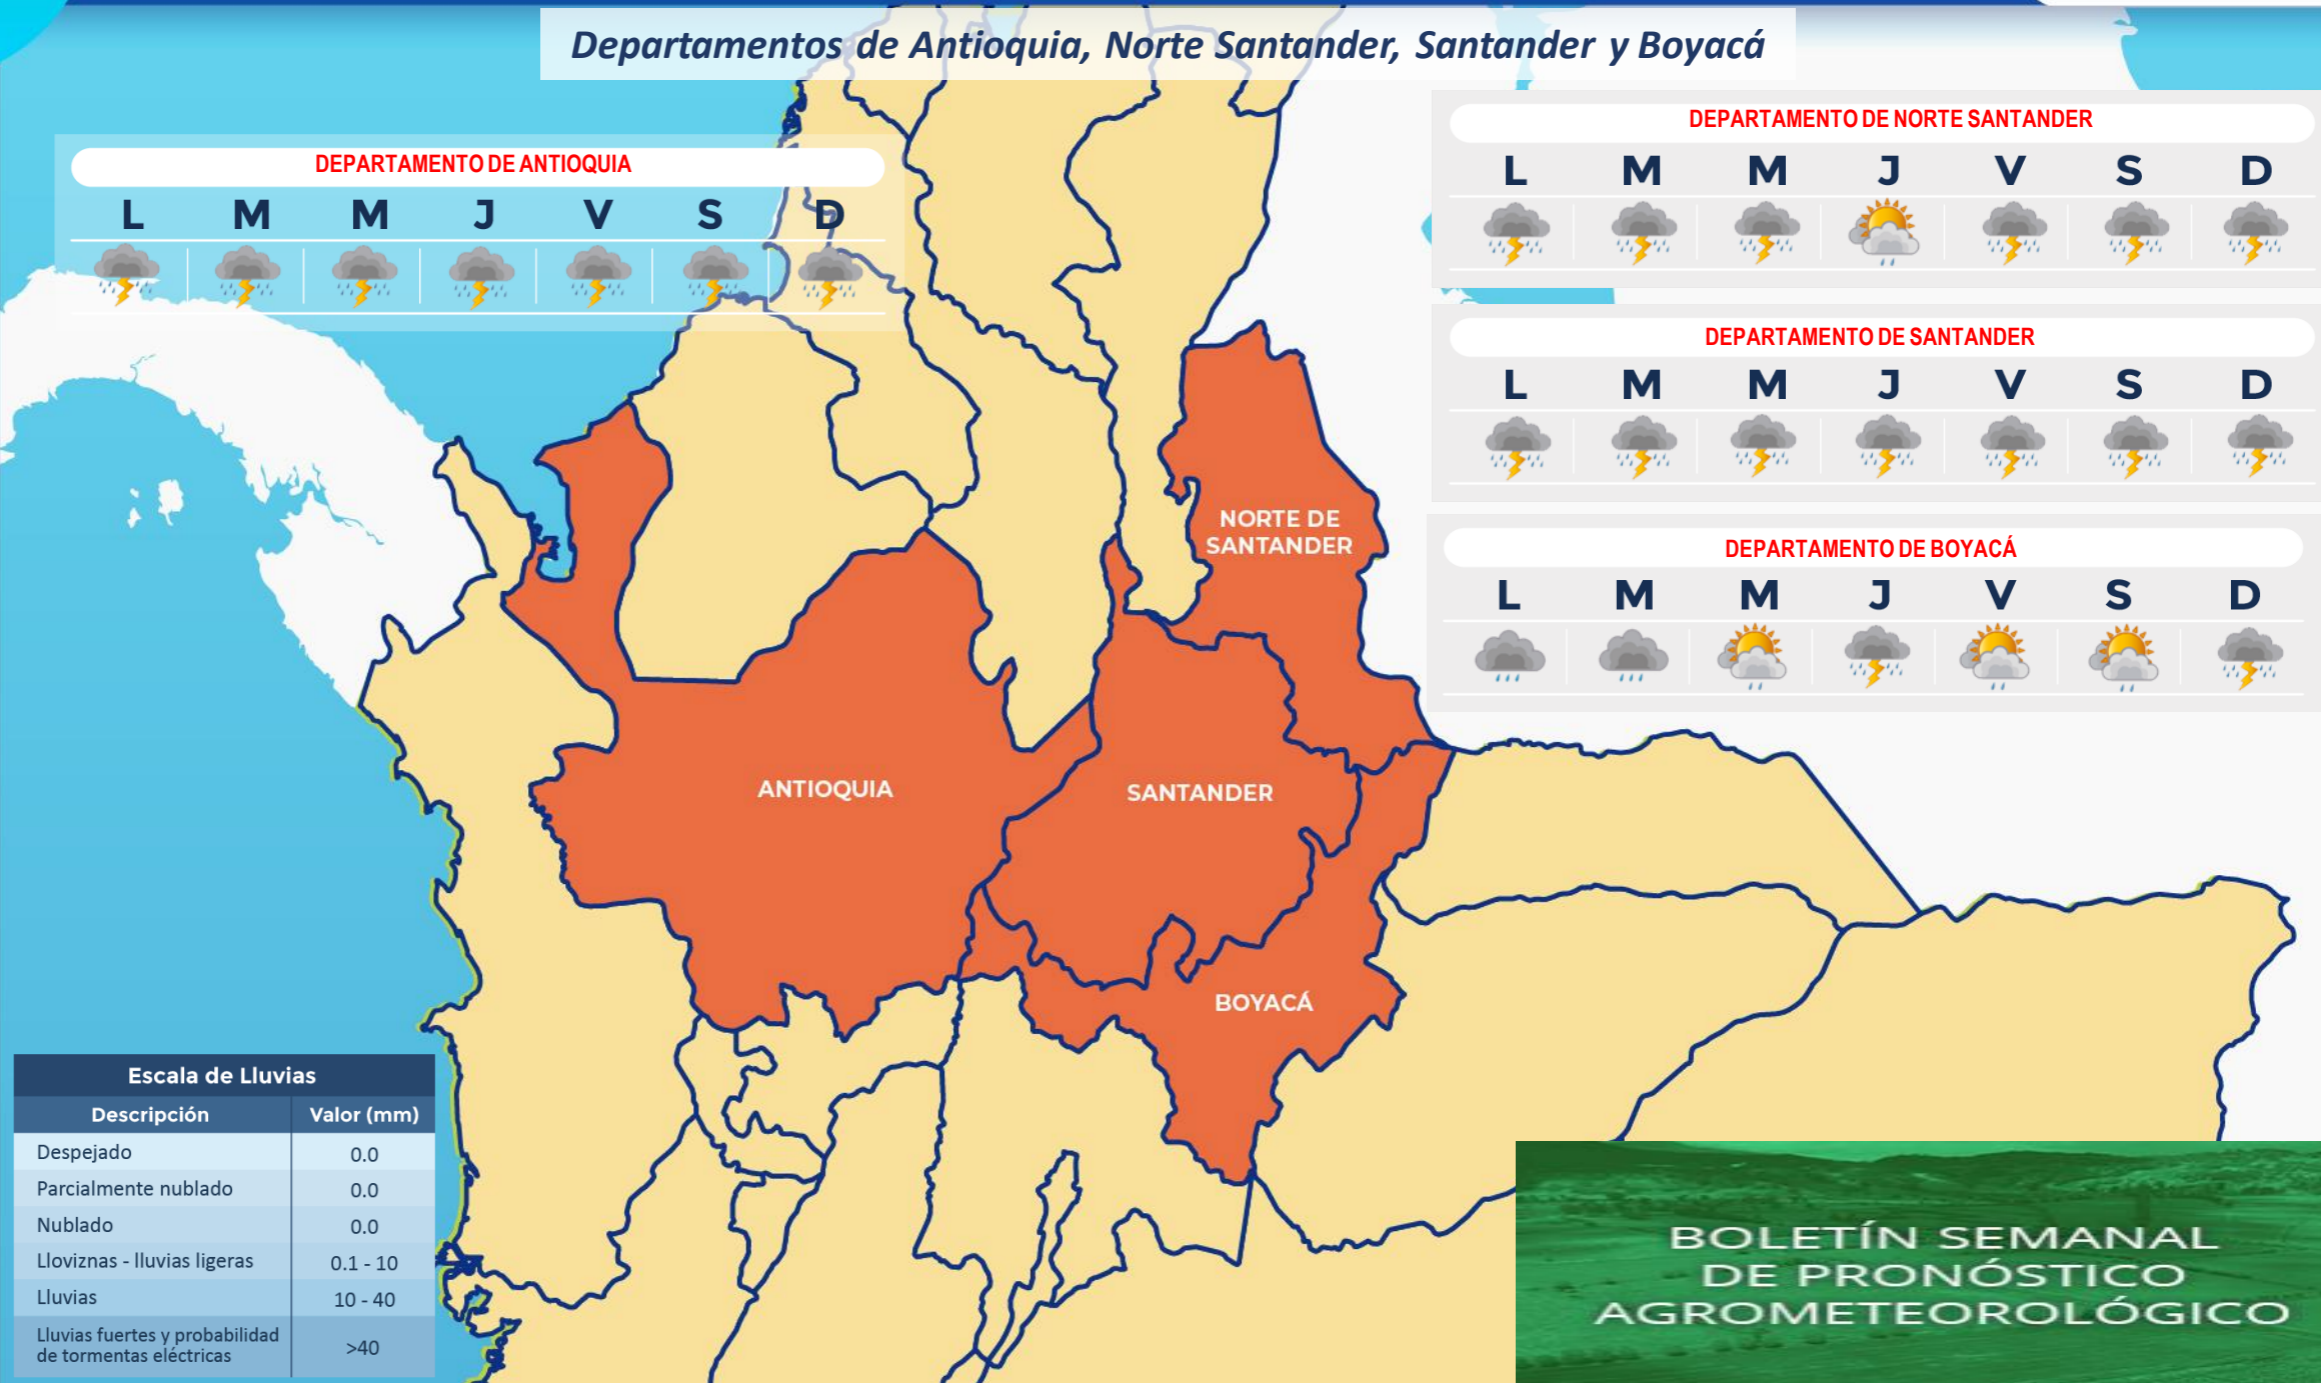 Departamentos de Antioquia, Norte Santander, Santander y Boyacá
DEPARTAMENTO DE ANTIOQUIA
L M M J V S D
DEPARTAMENTO DE NORTE SANTANDER
L M M J V S D
DEPARTAMENTO DE SANTANDER
L M M J V S D
DEPARTAMENTO DE BOYACÁ
L M M J V S D
NORTE DE
SANTANDER
ANTIOQUIA
SANTANDER
BOYACÁ
Escala de Lluvias
Descripción Valor (mm)
Despejado 0.0
Parcialmente nublado 0.0
Nublado 0.0
Lloviznas - lluvias ligeras 0.1 - 10
Lluvias 10 - 40
Lluvias fuertes y probabilidad
de tormentas eléctricas >40
BOLETÍN SEMANAL
DE PRONÓSTICO
AGROMETEOROLÓGICO